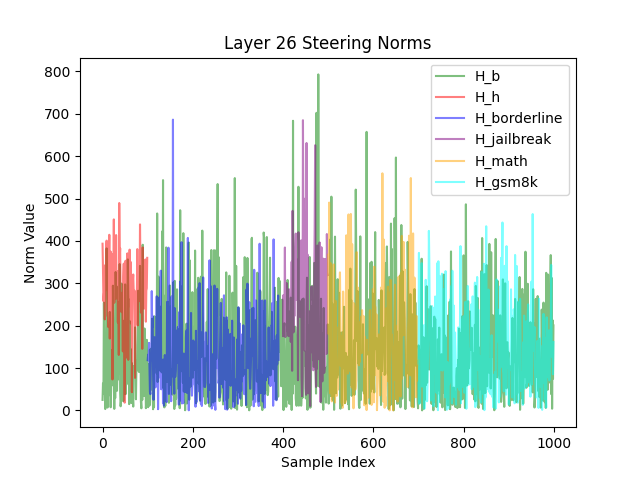 Layer 26 Steering Norms
800
700
600
500
400
300
200
100
0
Norm Value
H_b
H_h
H_borderline
H_jailbreak
H_math
H_gsm8k
0
200
400
600
800
1000
Sample Index